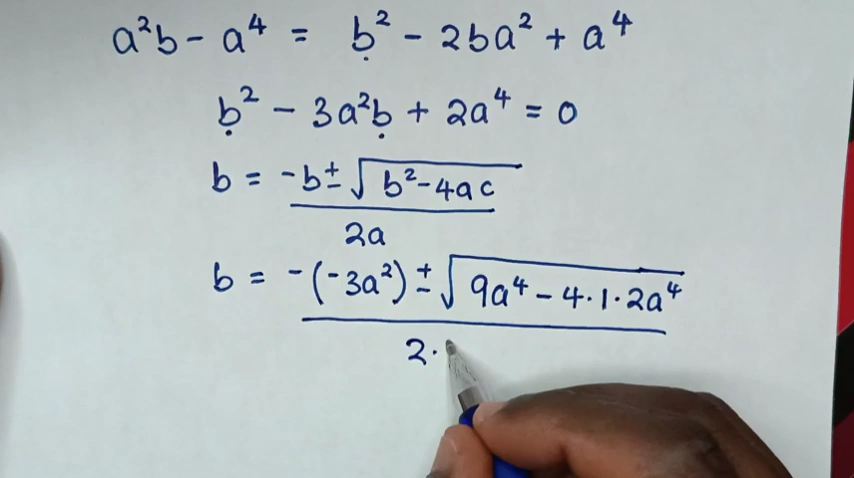 a²b - a⁴ = b² - 2ba² + a⁴
b² - 3a²b + 2a⁴ = 0
b = -b ± √b² - 4ac
2a
b = -(-3a²) ± √9a⁴ - 4·1·2a⁴
2·